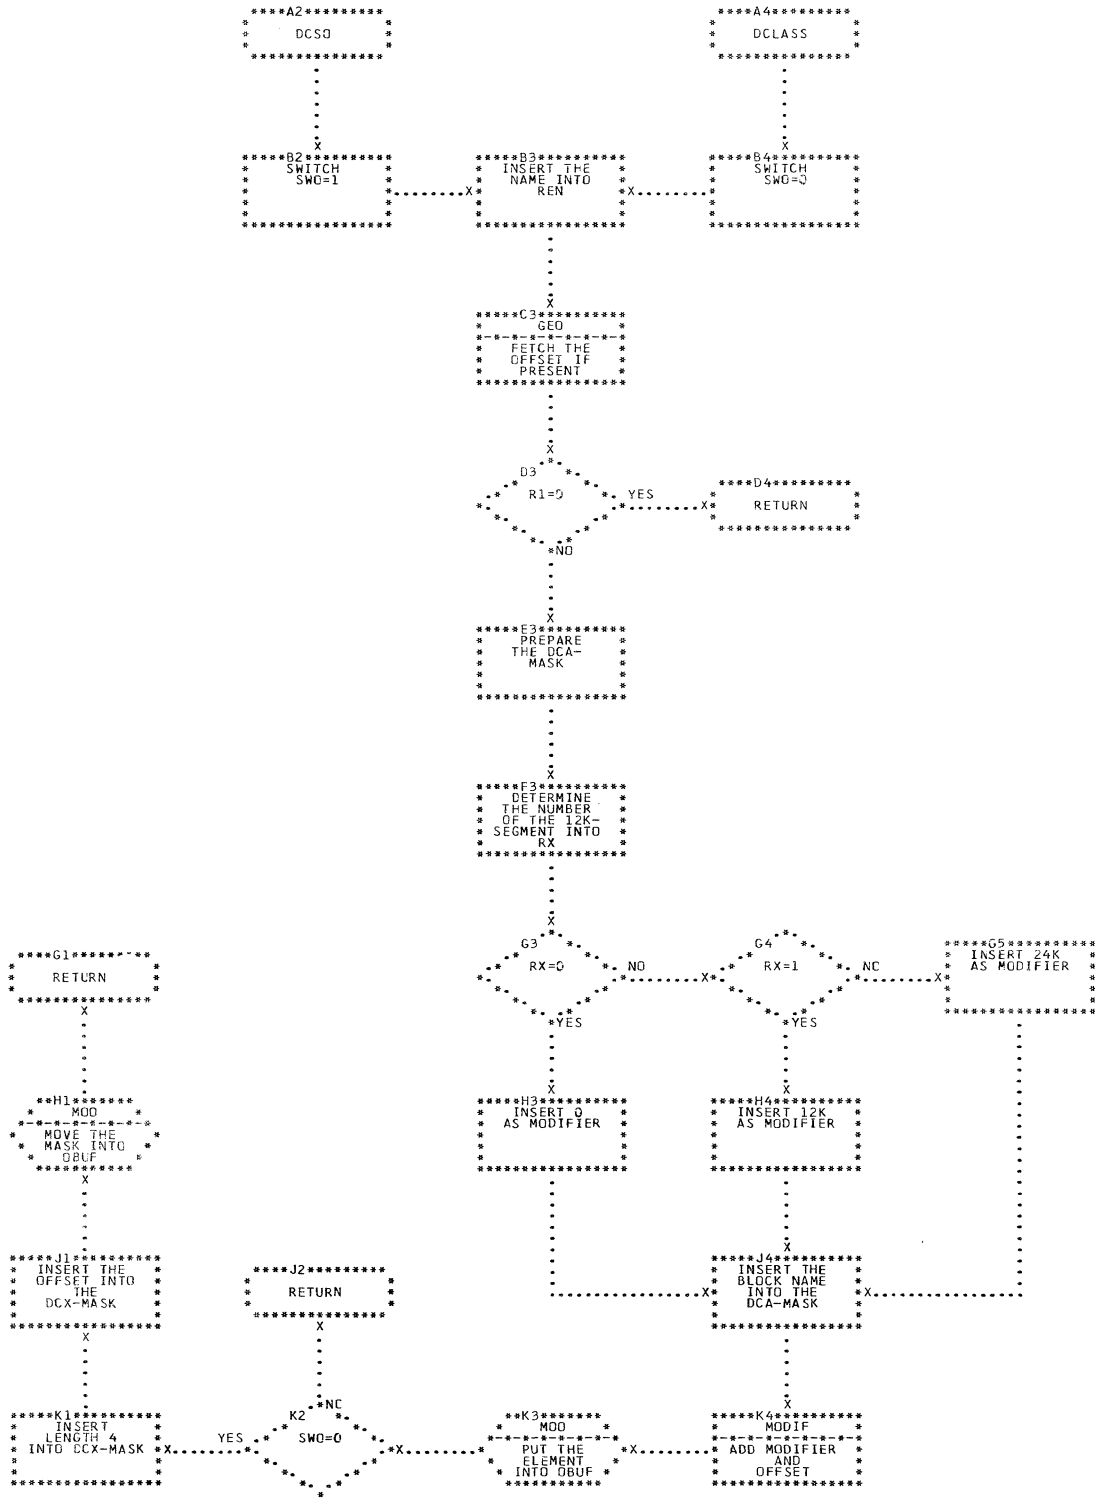 A2
DCSO
A4
DCLASS
B2
SWITCH
SWO=1
B3
INSERT THE
NAME INTO
REN
B4
SWITCH
SWO=0
C3
GEO
FETCH THE
OFFSET IF
PRESENT
D3
R1=0
YES
NO
D4
RETURN
E3
PREPARE
THE DCA-
MASK
F3
DETERMINE
THE NUMBER
OF THE 12K-
SEGMENT INTO
RX
G1
RETURN
G3
RX=0
NO
YES
G4
RX=1
NO
YES
G5
INSERT 24K
AS MODIFIER
H1
MOO
MOVE THE
MASK INTO
OBUF
H3
INSERT 0
AS MODIFIER
H4
INSERT 12K
AS MODIFIER
J1
INSERT THE
OFFSET INTO
THE
DCX-MASK
J2
RETURN
J4
INSERT THE
BLOCK NAME
INTO THE
DCA-MASK
K1
INSERT
LENGTH 4
INTO DCX-MASK
YES
K2
NO
SWO=0
K3
MOO
PUT THE
ELEMENT
INTO OBUF
K4
MODIF
ADD MODIFIER
AND
OFFSET